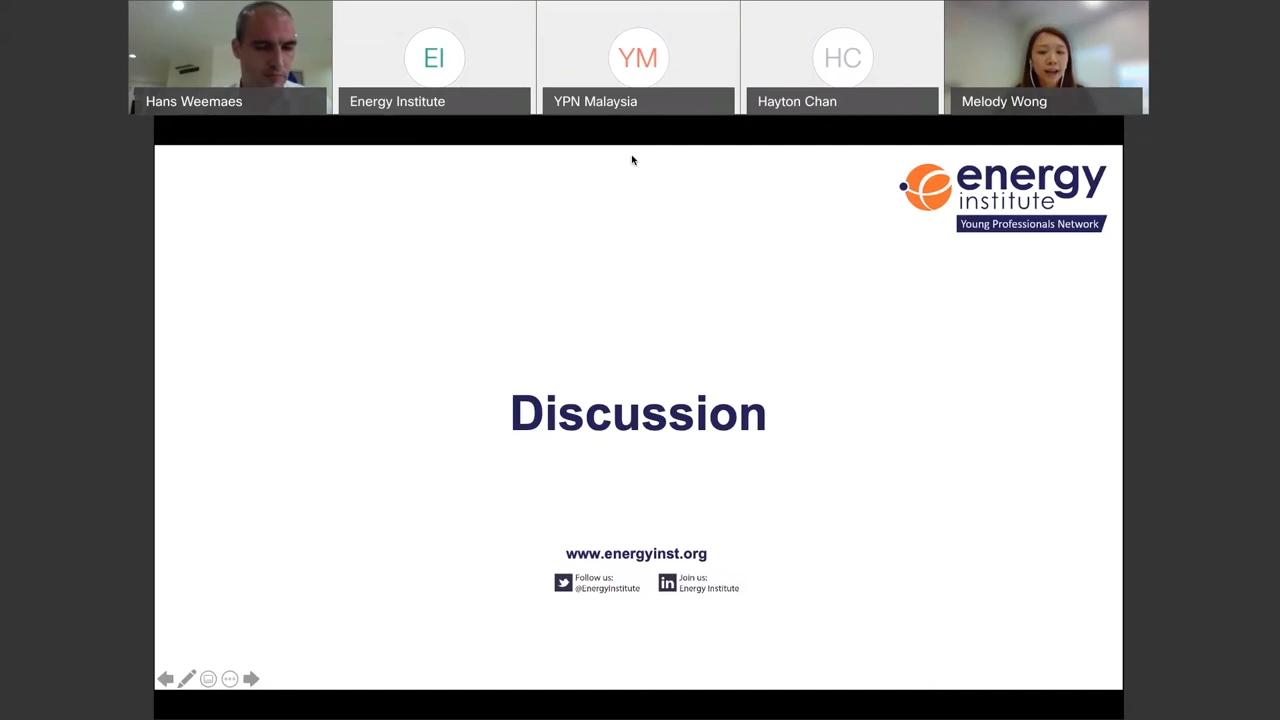 Hans Weemaes
EI
Energy Institute
YM
YPN Malaysia
HC
Hayton Chan
Melody Wong
energy
institute
Young Professionals Network
Discussion
www.energyinst.org
Follow us:
@EnergyInstitute
in
Join us:
Energy Institute